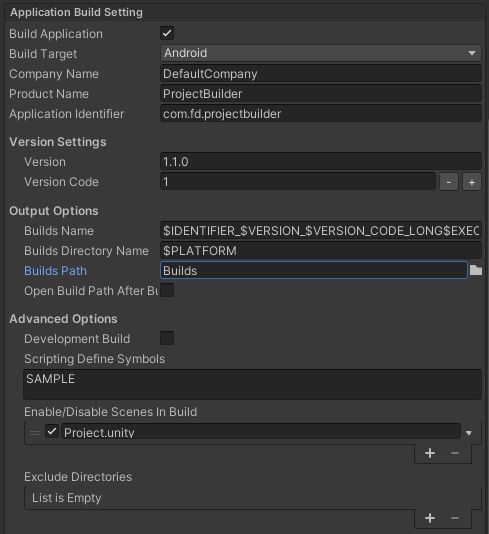 Application Build Setting
Build Application
Build Target Android
Company Name DefaultCompany
Product Name ProjectBuilder
Application Identifier com.fd.projectbuilder
Version Settings
Version 1.1.0
Version Code 1 - +
Output Options
Builds Name $IDENTIFIER_$VERSION_$VERSION_CODE_LONG$EXEC
Builds Directory Name $PLATFORM
Builds Path Builds
Open Build Path After Bu
Advanced Options
Development Build
Scripting Define Symbols
SAMPLE
Enable/Disable Scenes In Build
Project.unity
+ −
Exclude Directories
List is Empty
+ −